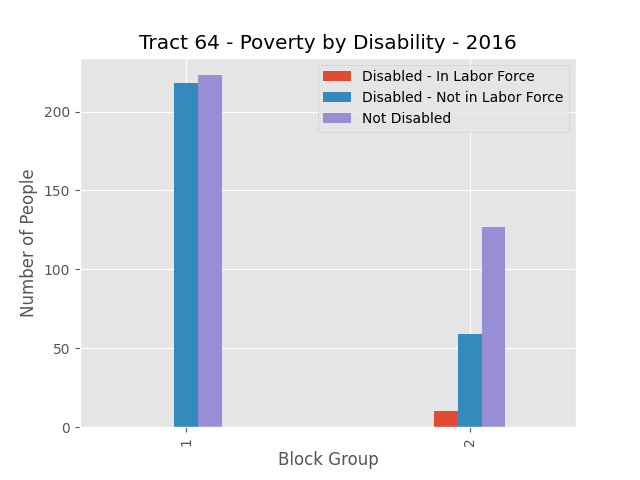 Tract 64 - Poverty by Disability - 2016
Disabled - In Labor Force
Disabled - Not in Labor Force
Not Disabled
Number of People
200
150
100
50
0
1
2
Block Group